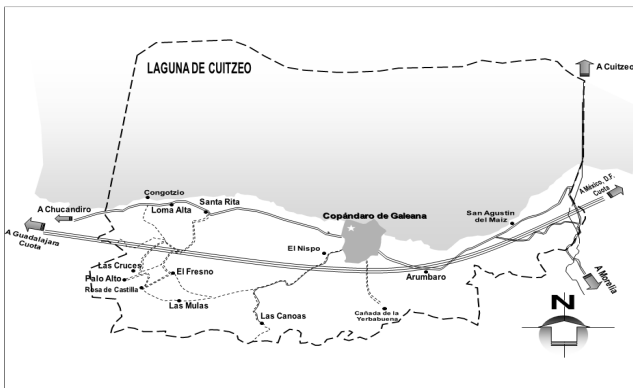 LAGUNA DE CUITZEO
A Cuitzeo
A México, D.F.
Cuota
Congotzio
A Chucandiro
Loma Alta
Santa Rita
Copándaro de Galeana
San Agustin
del Maiz
A Guadalajara
Cuota
El Nispo
Las Cruces
El Fresno
Palo Alto
Rosa de Castilla
Arumbaro
A Morelia
Las Mulas
Las Canoas
Cañada de la
Yerbabuena
N